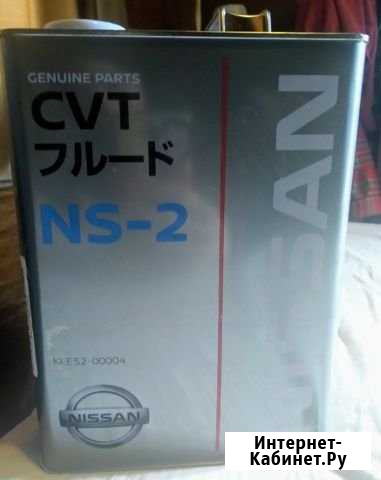 GENUINE PARTS
CVT
フルード
NS-2
NISSAN
KLE52-00004
NISSAN
Интернет-
Кабинет.Ру